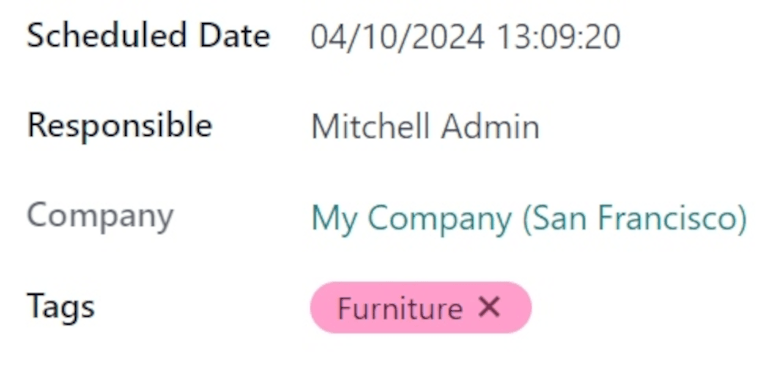 Scheduled Date 04/10/2024 13:09:20
Responsible Mitchell Admin
Company My Company (San Francisco)
Tags Furniture ✕